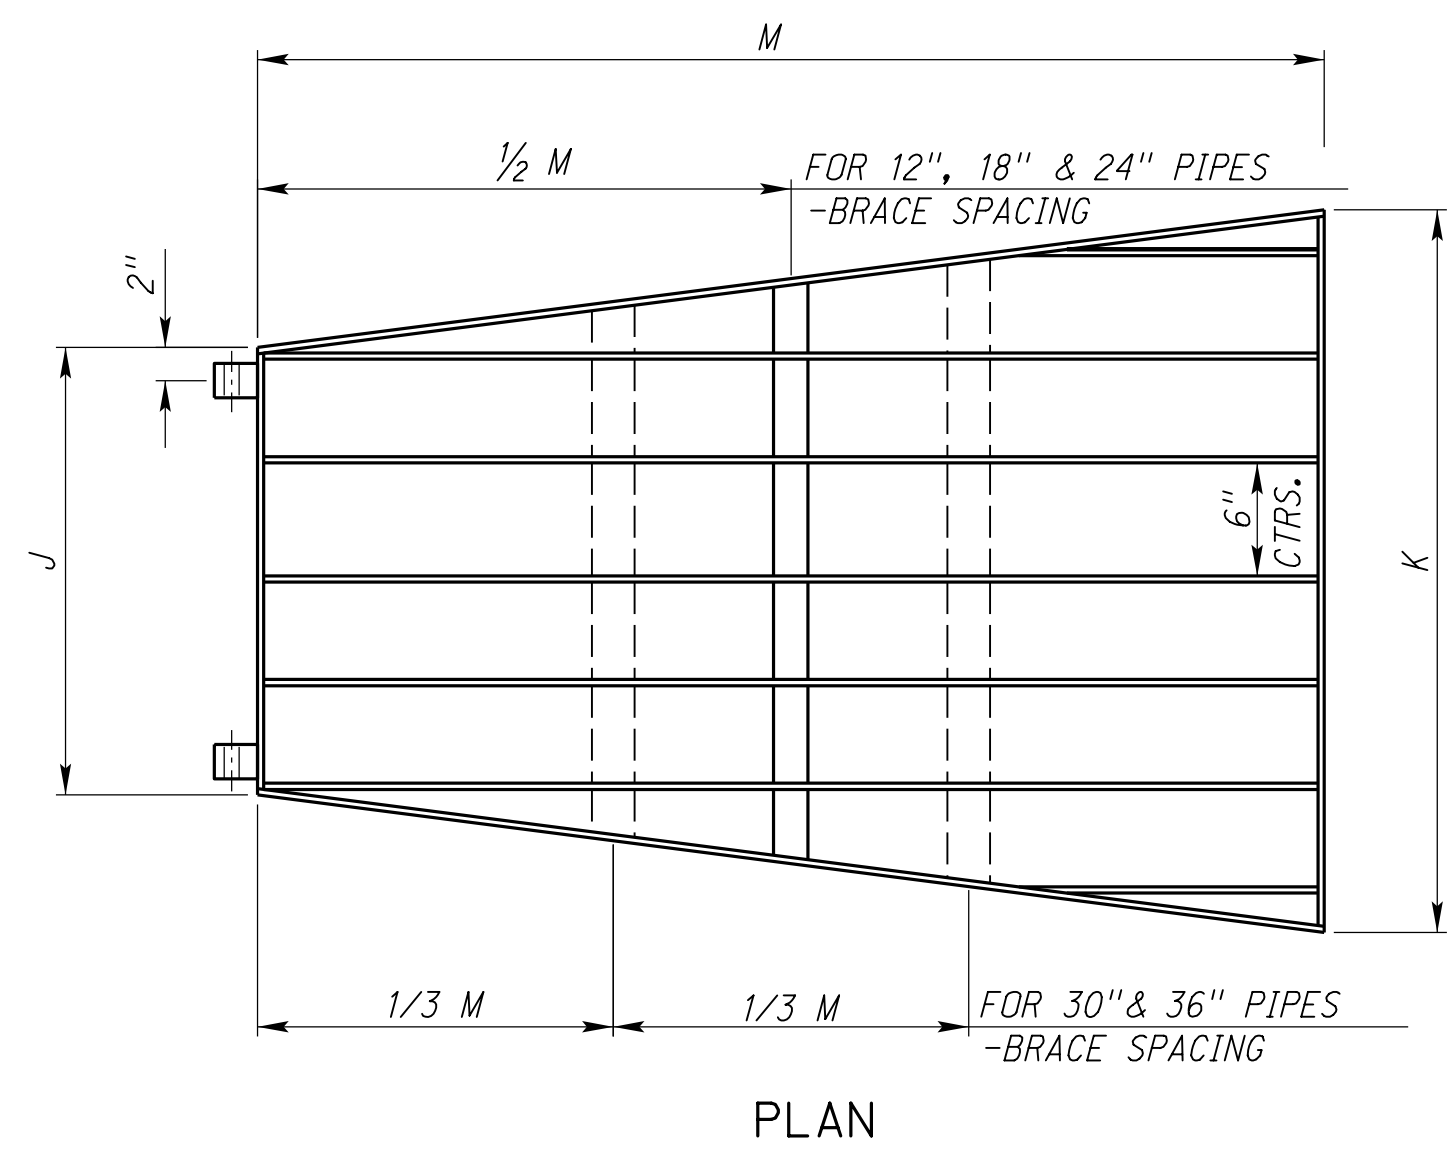 M
½ M
FOR 12", 18" & 24" PIPES
-BRACE SPACING
2"
J
6"
CTRS.
K
1/3 M
1/3 M
FOR 30"& 36" PIPES
-BRACE SPACING
PLAN